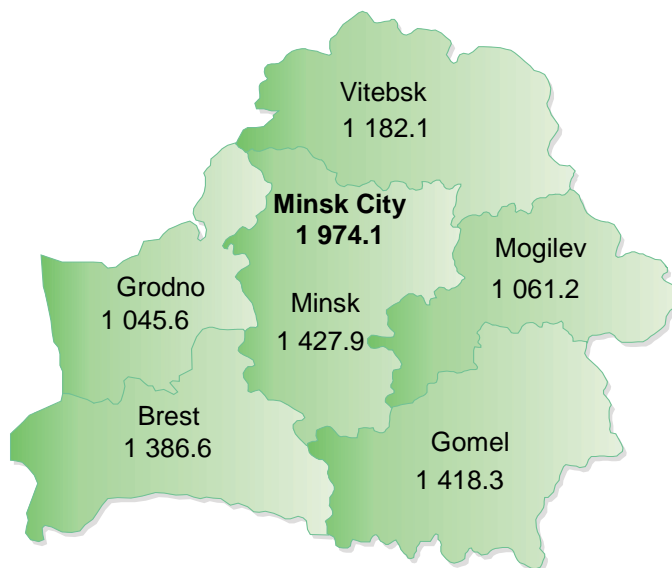 Vitebsk
1 182.1
Minsk City
1 974.1
Mogilev
1 061.2
Grodno
1 045.6
Minsk
1 427.9
Brest
1 386.6
Gomel
1 418.3